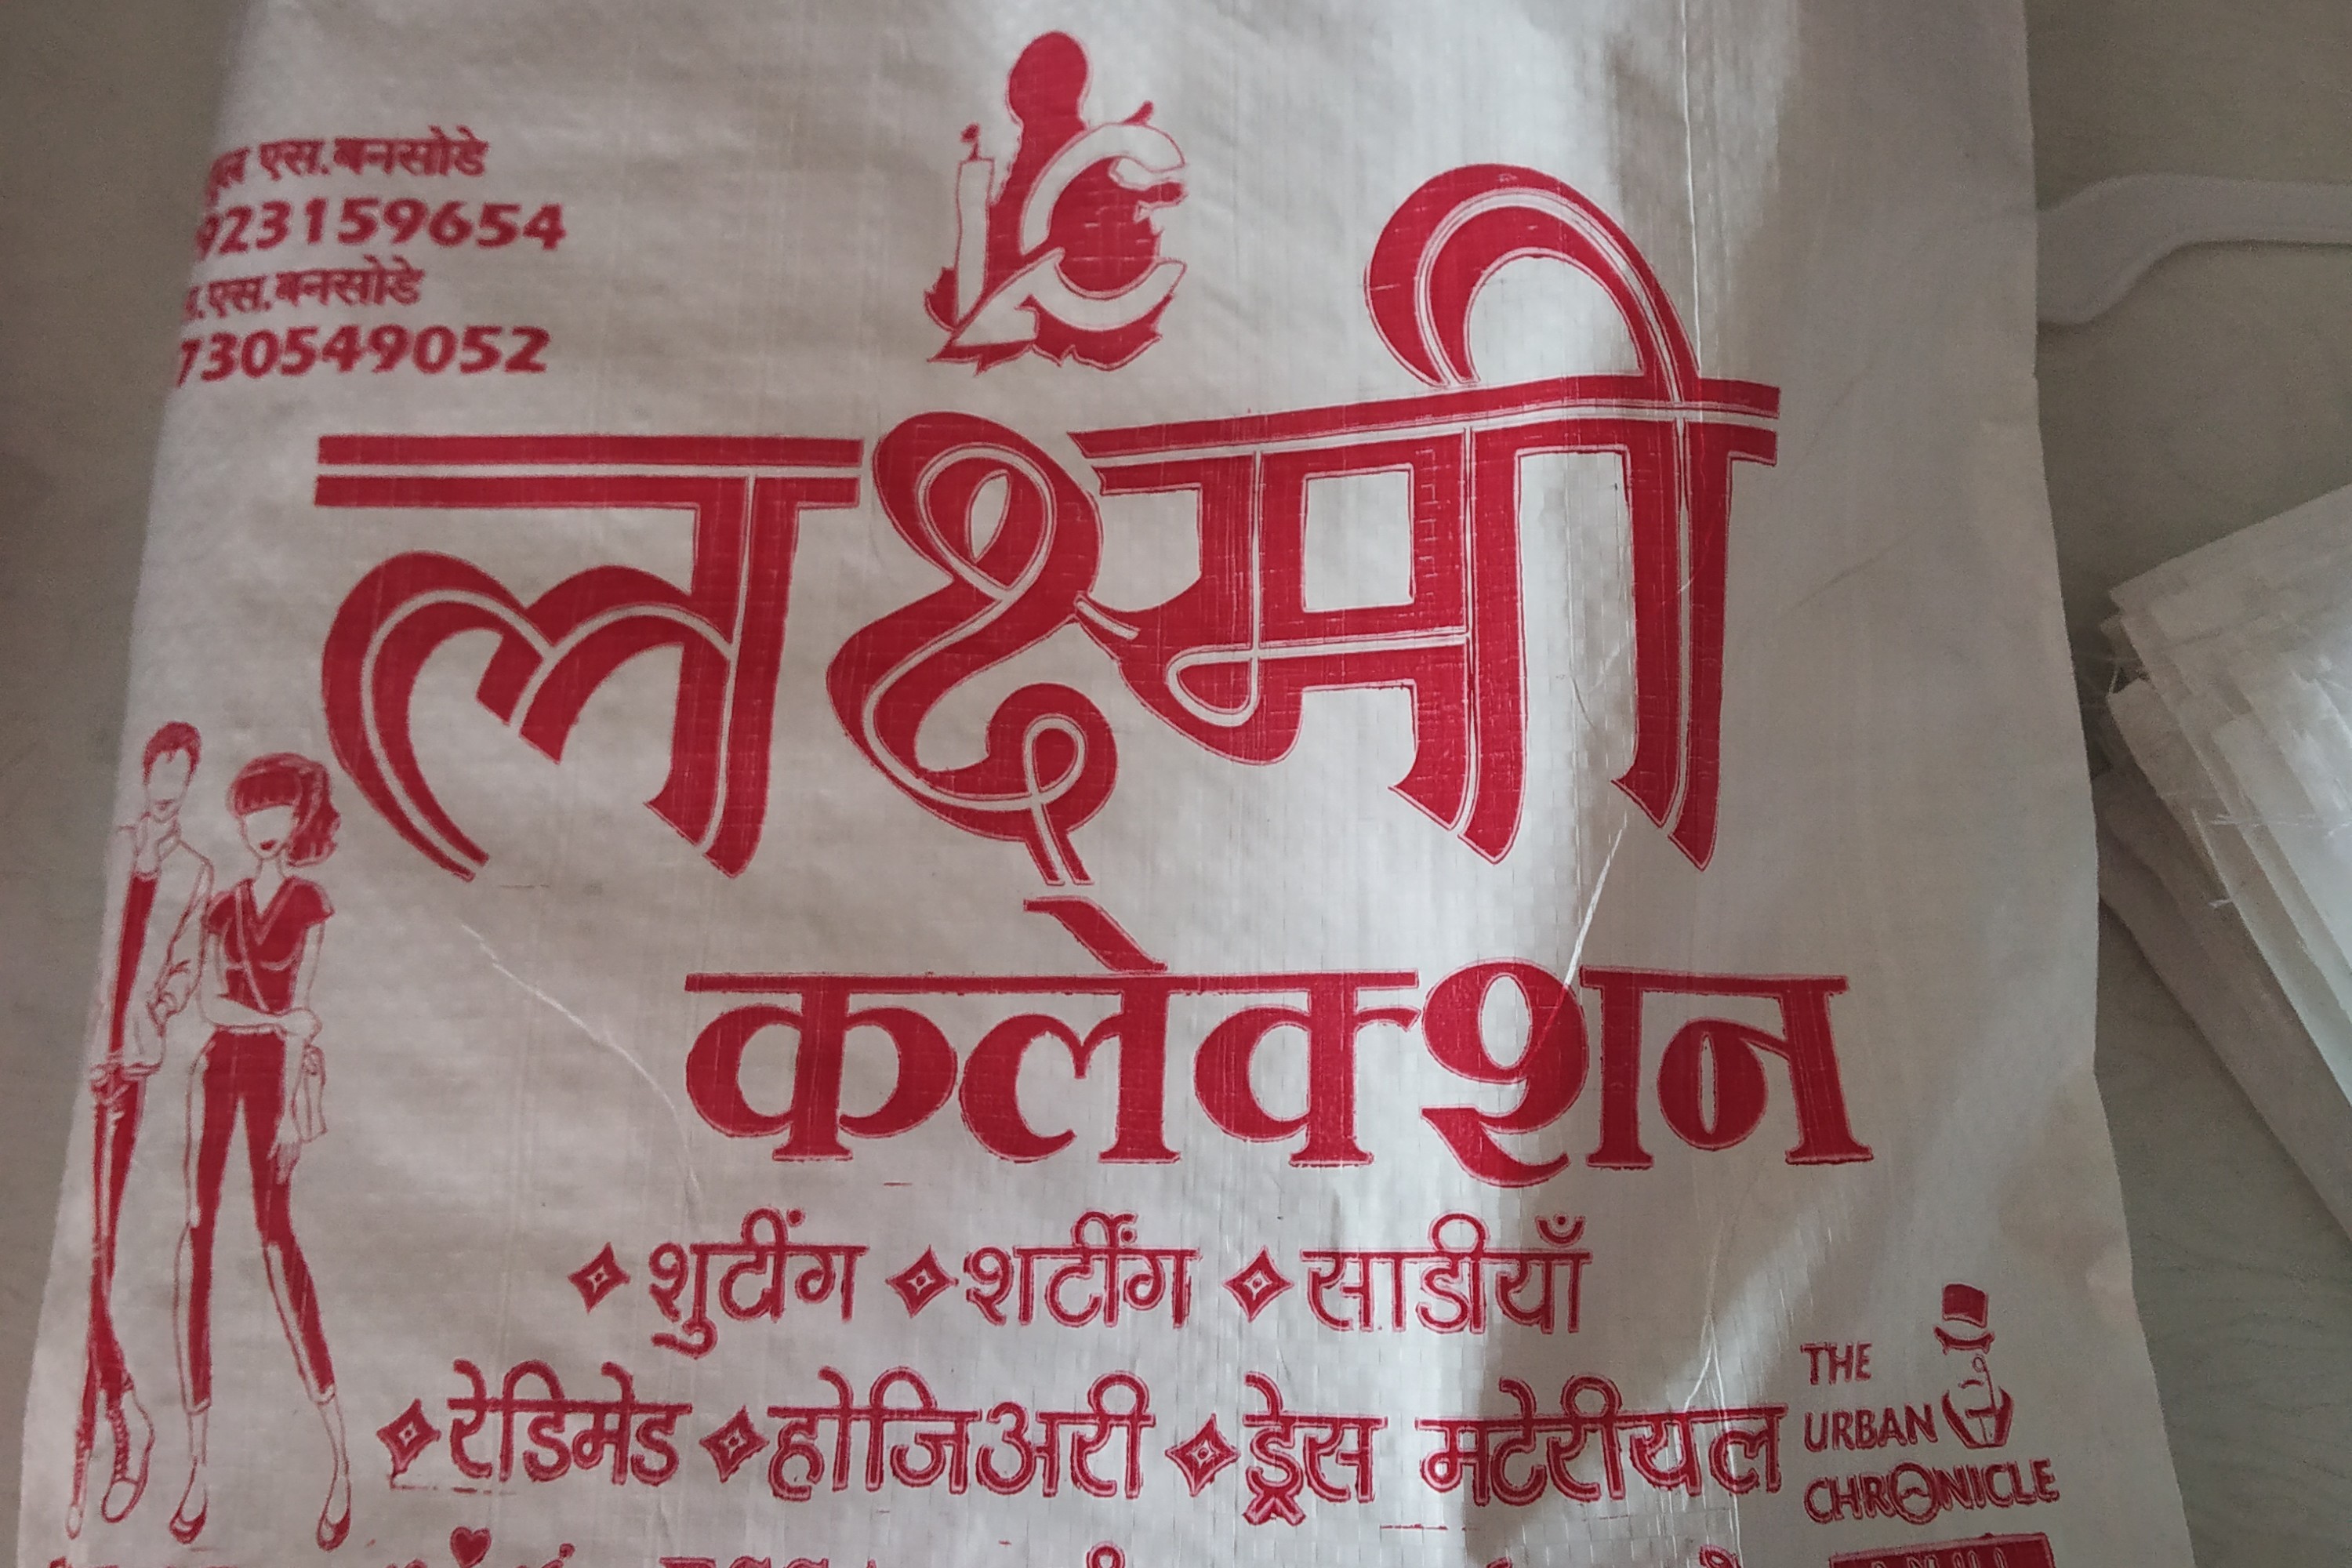 एस.बनसोडे
923159654
एस.बनसोडे
730549052
लक्ष्मी
कलेक्शन
शुटींग शर्टींग साडीयाँ
रेडिमेड होजिअरी ड्रेस मटेरीयल
THE
URBAN
CHRONICLE